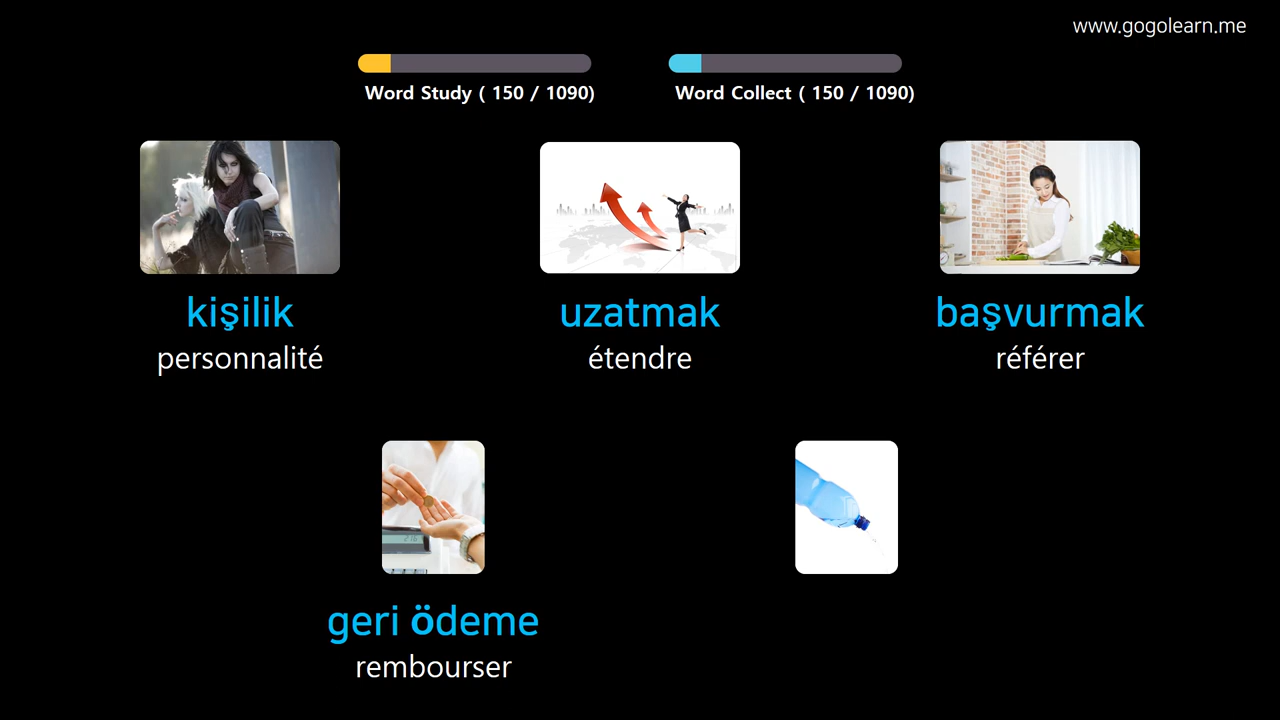 www.gogolearn.me
Word Study ( 150 / 1090)
Word Collect ( 150 / 1090)
kişilik
personnalité
uzatmak
étendre
başvurmak
référer
216
geri ödeme
rembourser